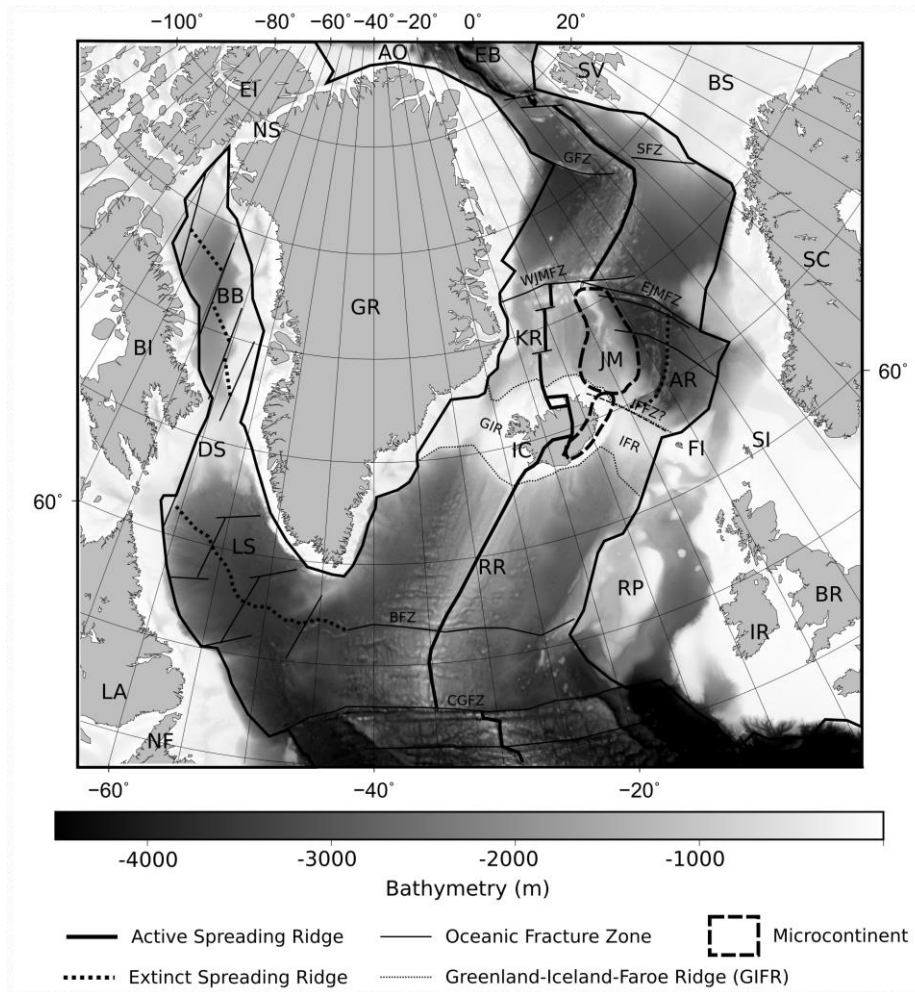 −100˚ −80˚ −60˚ −50˚ −40˚ −20˚ 0˚ 20˚
AO
EB
SV
BS
EI
NS
GFZ
SFZ
SC
WJMFZ
EJMFZ
BB
GR
BI
KR
JM
AR
60˚
JFFZ?
GIR
IC
IFR
FI
SI
DS
60˚
LS
RR
RP
BR
BFZ
IR
LA
CGFZ
NF
−60˚ −40˚ −20˚
-4000 -3000 -2000 -1000
Bathymetry (m)
Active Spreading Ridge Oceanic Fracture Zone Microcontinent
Extinct Spreading Ridge Greenland-Iceland-Faroe Ridge (GIFR)